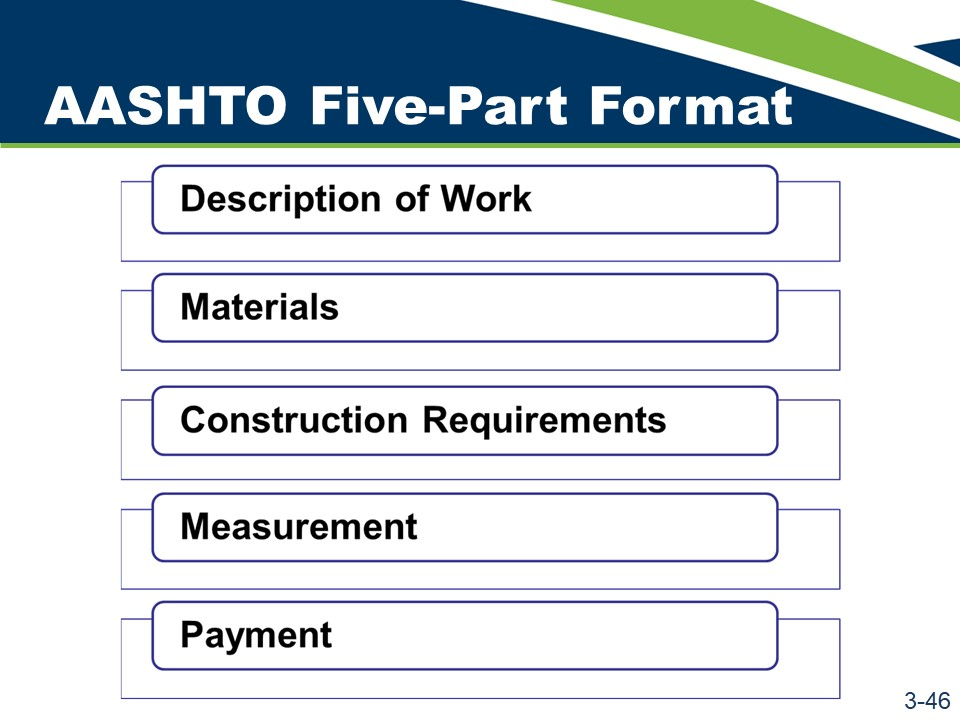 AASHTO Five-Part Format
Description of Work
Materials
Construction Requirements
Measurement
Payment
3-46